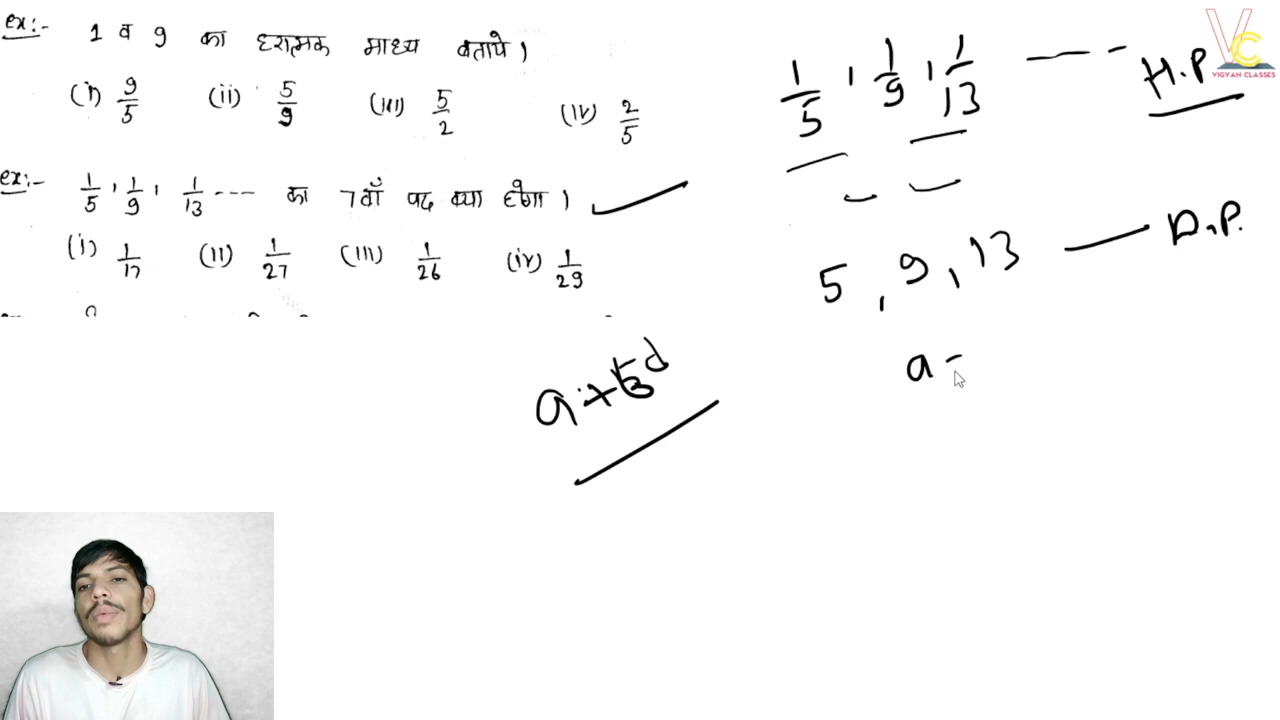 ex:- 1 व 9 का हरात्मक माध्य बताये।
(i) 9/5 (ii) 5/9 (iii) 5/2 (iv) 2/5
ex:- 1/5, 1/9, 1/13 --- का 7वाँ पद क्या होगा।
(i) 1/17 (ii) 1/27 (iii) 1/26 (iv) 1/29
1/5, 1/9, 1/13 --- H.P
5, 9, 13 —
a =
VIGYAN CLASSES